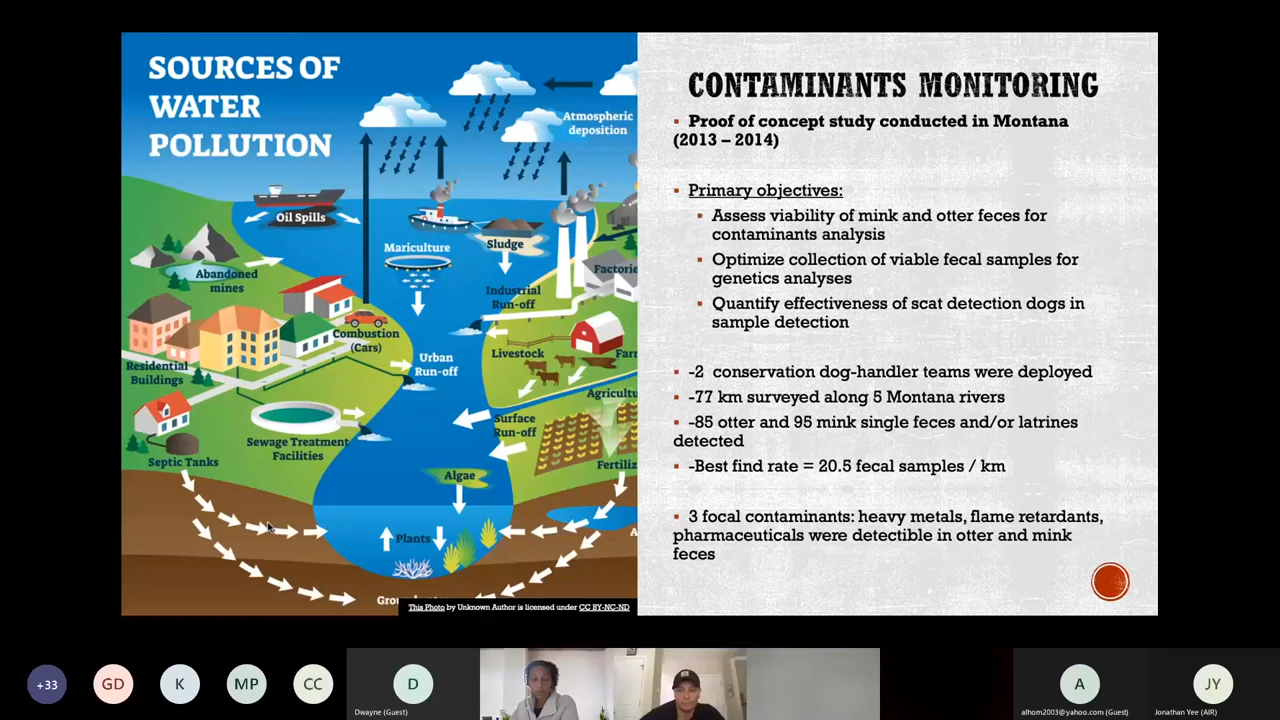 SOURCES OF
WATER
POLLUTION
Atmospheric
deposition
Oil Spills
Mariculture
Sludge
Abandoned
mines
Factorie
Industrial
Run-off
Combustion
(Cars)
Livestock
Farm
Urban
Run-off
Residential
Buildings
Agricultu
Surface
Run-off
Sewage Treatment
Facilities
Septic Tanks
Algae
Fertiliz
Plants
A
This Photo by Unknown Author is licensed under CC BY-NC-ND
CONTAMINANTS MONITORING
▪ Proof of concept study conducted in Montana
(2013 – 2014)
▪ Primary objectives:
▪ Assess viability of mink and otter feces for
contaminants analysis
▪ Optimize collection of viable fecal samples for
genetics analyses
▪ Quantify effectiveness of scat detection dogs in
sample detection
▪ -2 conservation dog-handler teams were deployed
▪ -77 km surveyed along 5 Montana rivers
▪ -85 otter and 95 mink single feces and/or latrines
detected
▪ -Best find rate = 20.5 fecal samples / km
▪ 3 focal contaminants: heavy metals, flame retardants,
pharmaceuticals were detectible in otter and mink
feces
+33
GD
K
MP
CC
D
Dwayne (Guest)
A
alhom2003@yahoo.com (Guest)
JY
Jonathan Yee (AIR)